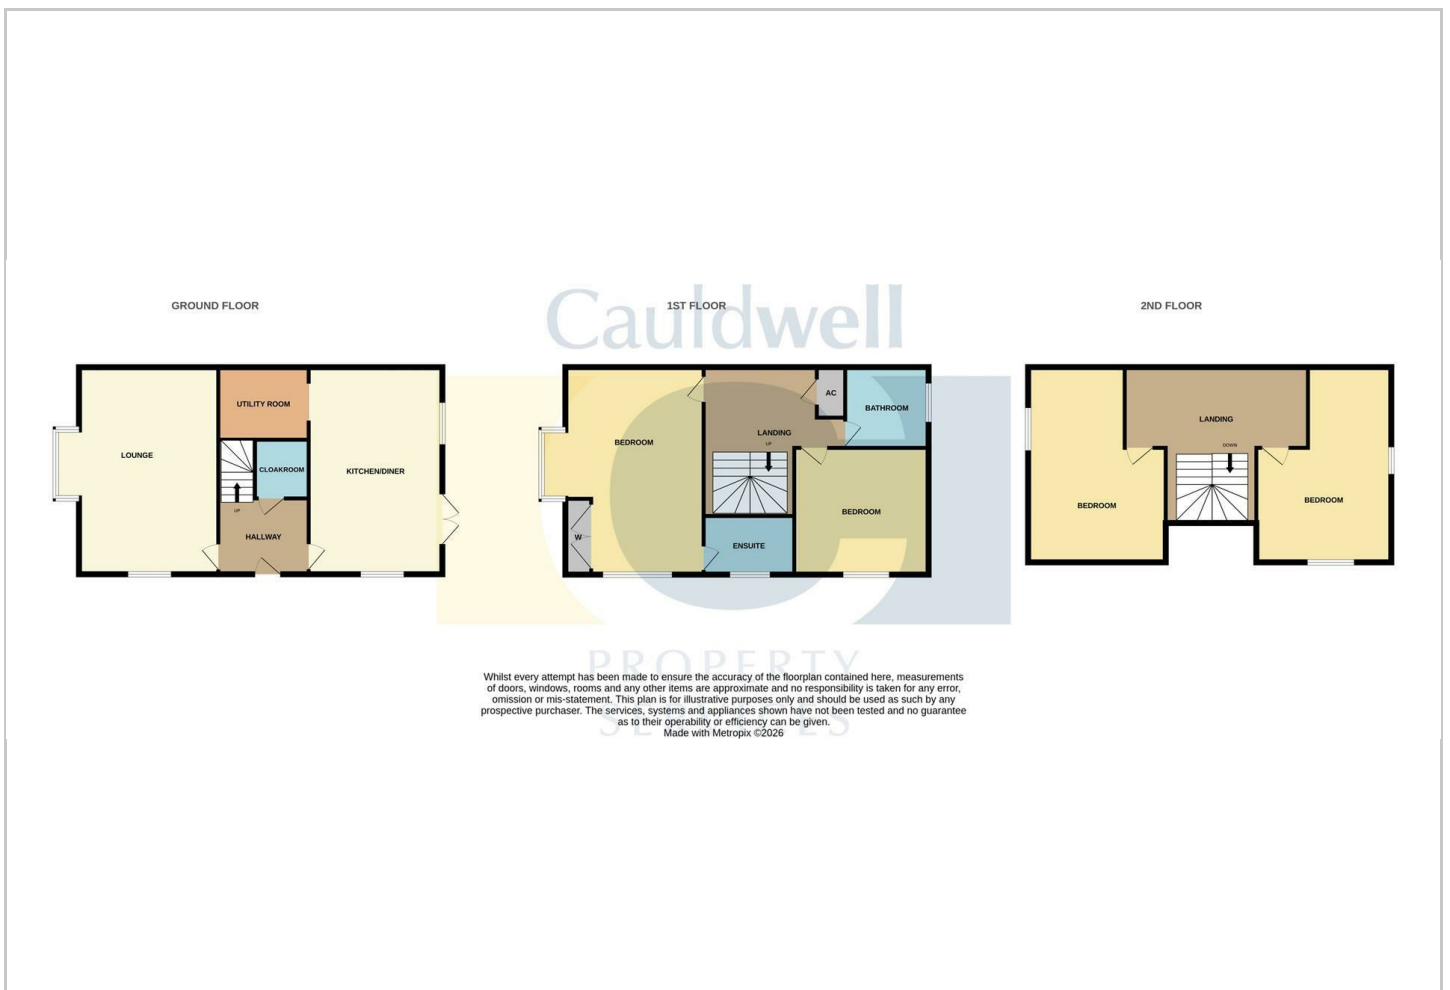 Cauldwell
GROUND FLOOR
1ST FLOOR
2ND FLOOR
UTILITY ROOM
LOUNGE
CLOAKROOM
KITCHEN/DINER
UP
HALLWAY
AC
BATHROOM
LANDING
UP
BEDROOM
BEDROOM
W
ENSUITE
LANDING
DOWN
BEDROOM
BEDROOM
PROPERTY
SERVICES
Whilst every attempt has been made to ensure the accuracy of the floorplan contained here, measurements
of doors, windows, rooms and any other items are approximate and no responsibility is taken for any error,
omission or mis-statement. This plan is for illustrative purposes only and should be used as such by any
prospective purchaser. The services, systems and appliances shown have not been tested and no guarantee
as to their operability or efficiency can be given.
Made with Metropix ©2026